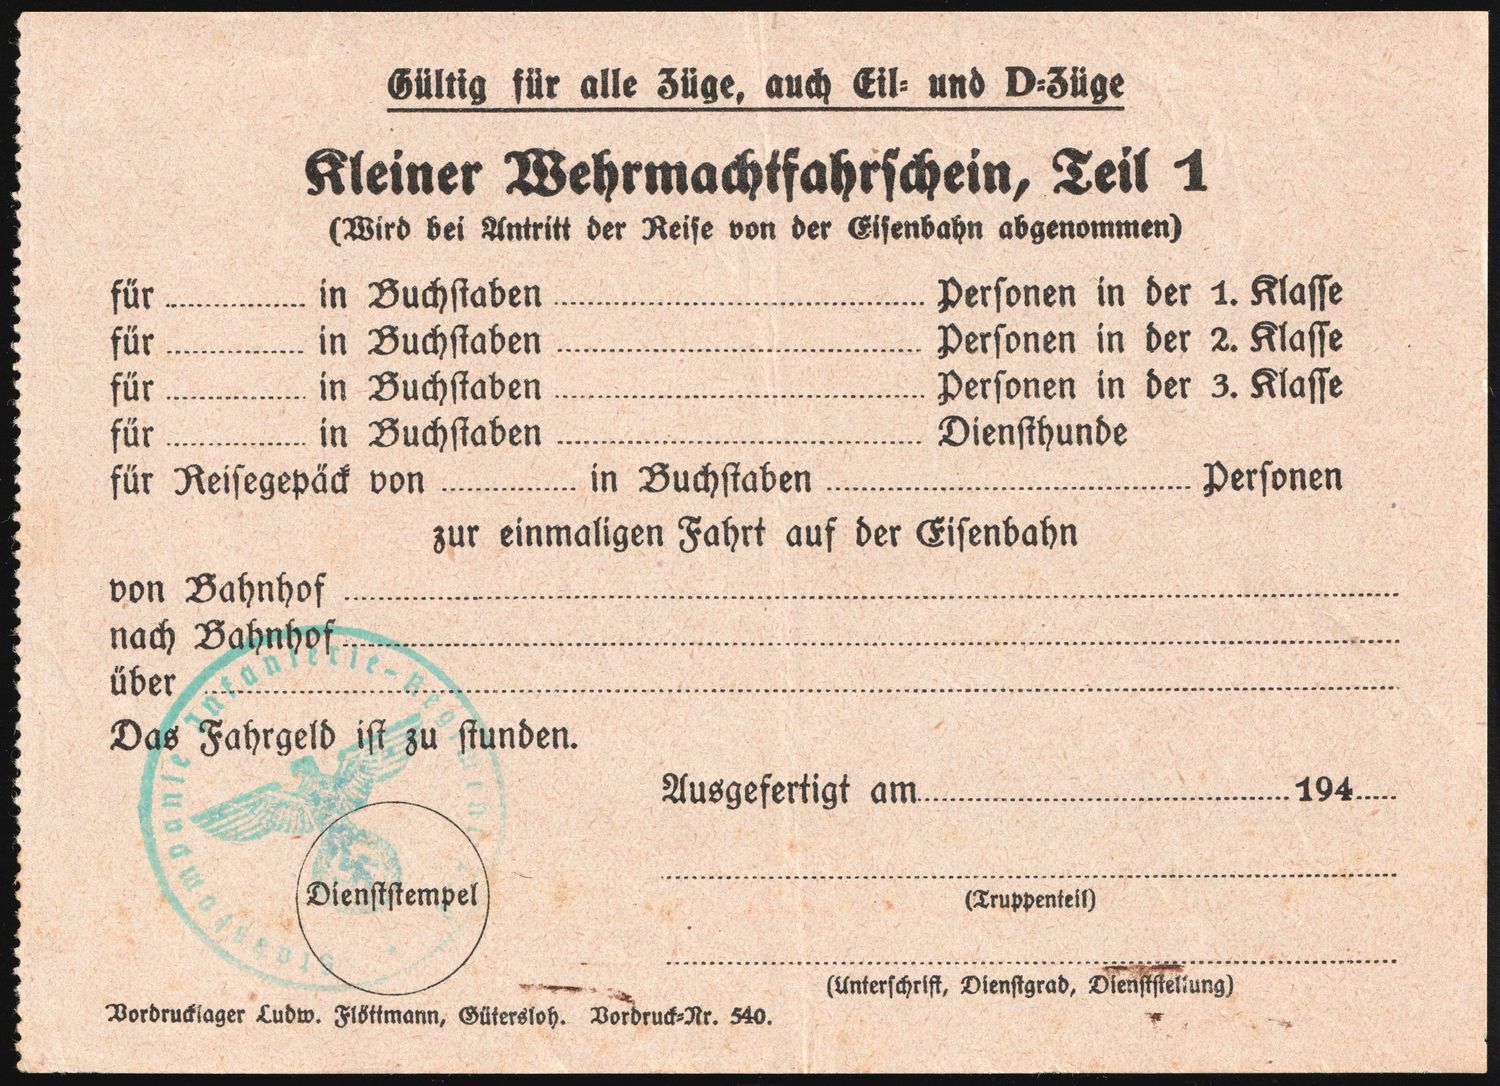 Gültig für alle Züge, auch Eil- und D-Züge
Kleiner Wehrmachtfahrschein, Teil 1
(Wird bei Antritt der Reise von der Eisenbahn abgenommen)
für ............... in Buchstaben ............... Personen in der 1. Klasse
für ............... in Buchstaben ............... Personen in der 2. Klasse
für ............... in Buchstaben ............... Personen in der 3. Klasse
für ............... in Buchstaben ............... Diensthunde
für Reisegepäck von ............... in Buchstaben ............... Personen
zur einmaligen Fahrt auf der Eisenbahn
von Bahnhof ...............
nach Bahnhof ...............
über ...............
Das Fahrgeld ist zu stunden.
Ausgefertigt am ............... 194.....
Stabskompanie Infanterie-Regiment
Dienststempel
(Truppenteil)
(Unterschrift, Dienstgrad, Dienststellung)
Vordrucklager Ludw. Flöttmann, Gütersloh. Vordruck-Nr. 540.